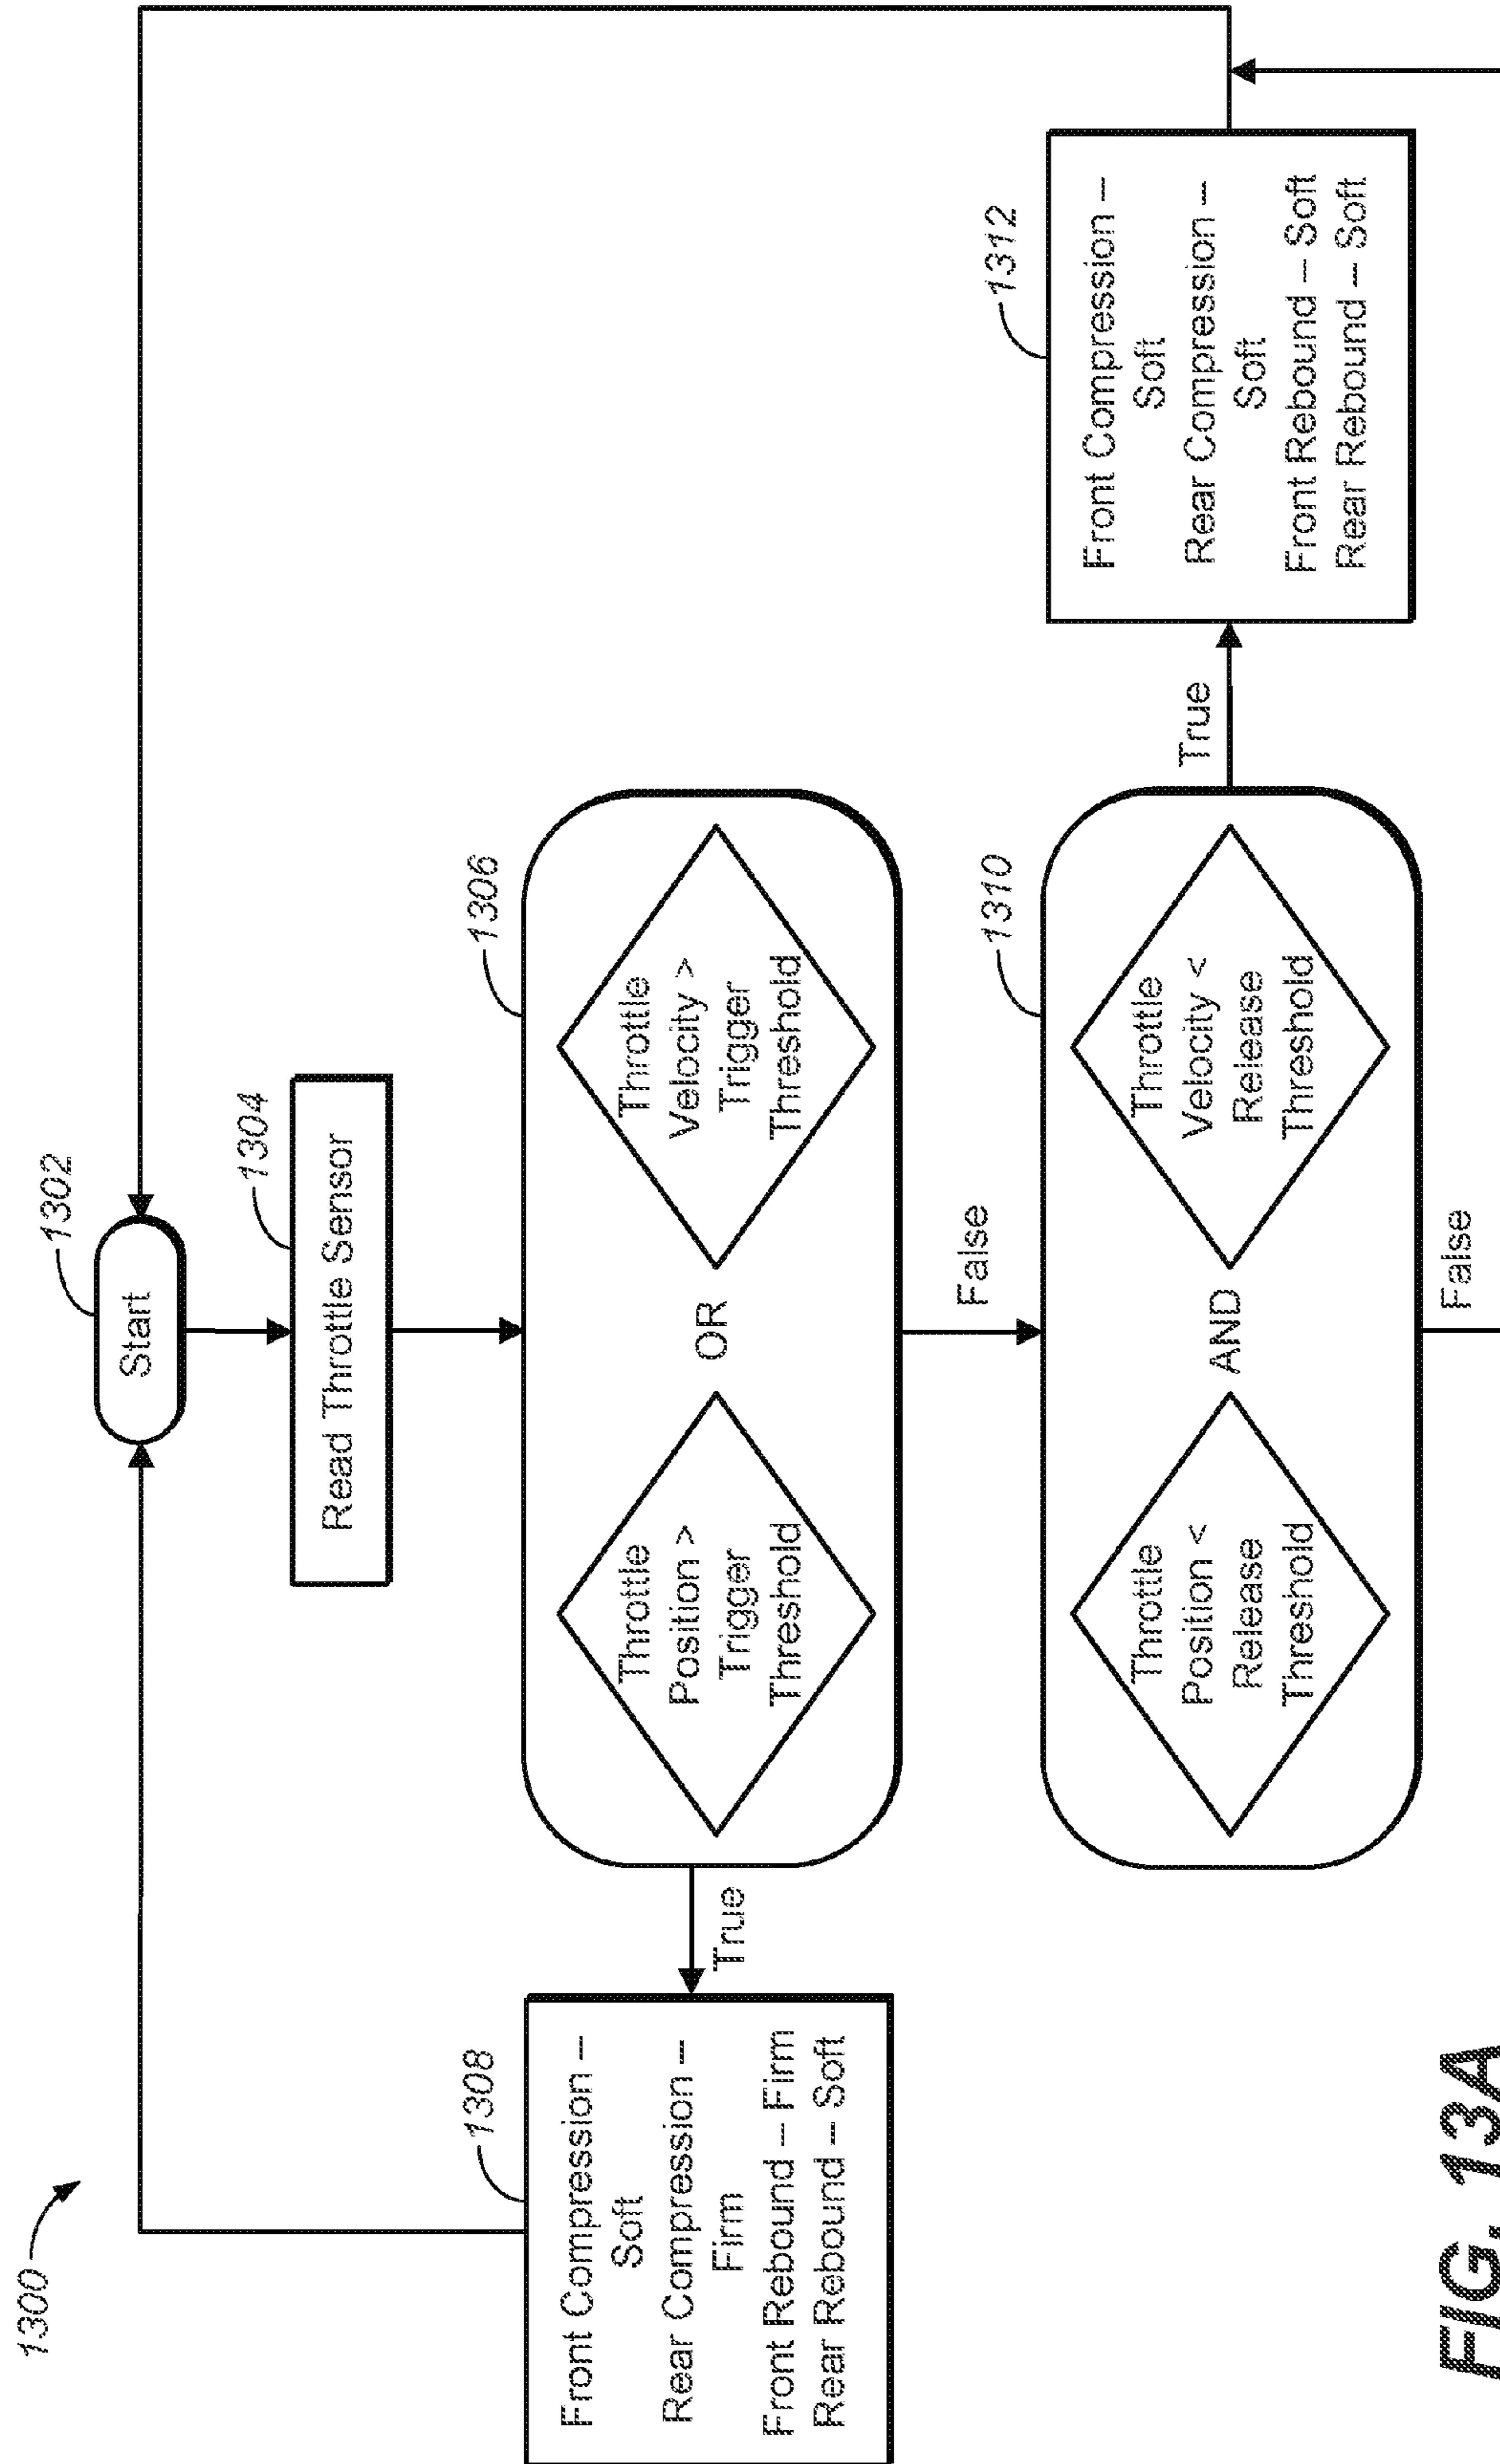 1300
1302
Start
1304
Read Throttle Sensor
1306
Throttle
Position >
Trigger
Threshold
OR
Throttle
Velocity >
Trigger
Threshold
True
1308
Front Compression –
Soft
Rear Compression –
Firm
Front Rebound – Firm
Rear Rebound – Soft
False
1310
Throttle
Position <
Release
Threshold
AND
Throttle
Velocity <
Release
Threshold
True
1312
Front Compression –
Soft
Rear Compression –
Soft
Front Rebound – Soft
Rear Rebound – Soft
False
FIG. 13A